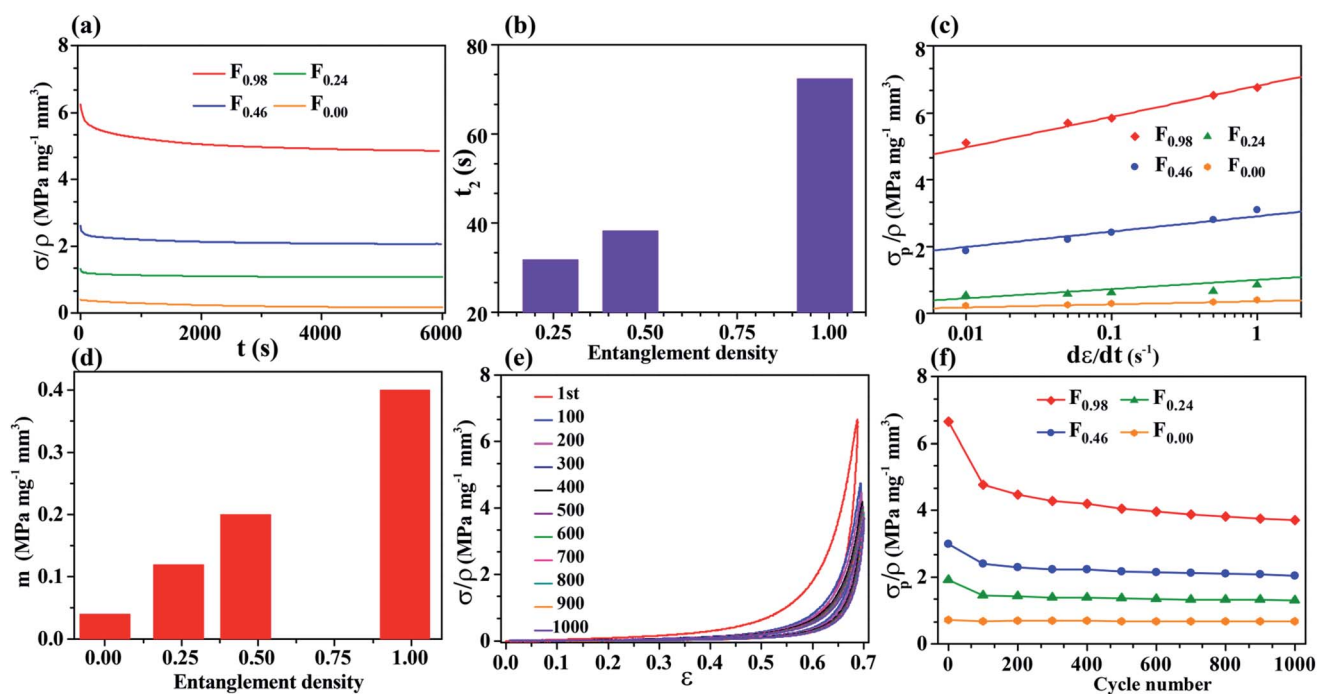 (a)
8
6
4
2
0
0
2000
4000
6000
σ/ρ (MPa mg⁻¹ mm³)
t (s)
F₀.₉₈
F₀.₂₄
F₀.₄₆
F₀.₀₀
(b)
80
60
40
20
0.25
0.50
0.75
1.00
t₂ (s)
Entanglement density
(c)
8
6
4
2
0
0.01
0.1
1
σₚ/ρ (MPa mg⁻¹ mm³)
dε/dt (s⁻¹)
F₀.₉₈
F₀.₂₄
F₀.₄₆
F₀.₀₀
(d)
0.4
0.3
0.2
0.1
0.0
0.00
0.25
0.50
0.75
1.00
m (MPa mg⁻¹ mm³)
Entanglement density
(e)
8
6
4
2
0
0.0
0.1
0.2
0.3
0.4
0.5
0.6
0.7
σ/ρ (MPa mg⁻¹ mm³)
ε
1st
100
200
300
400
500
600
700
800
900
1000
(f)
8
6
4
2
0
0
200
400
600
800
1000
σₚ/ρ (MPa mg⁻¹ mm³)
Cycle number
F₀.₉₈
F₀.₂₄
F₀.₄₆
F₀.₀₀